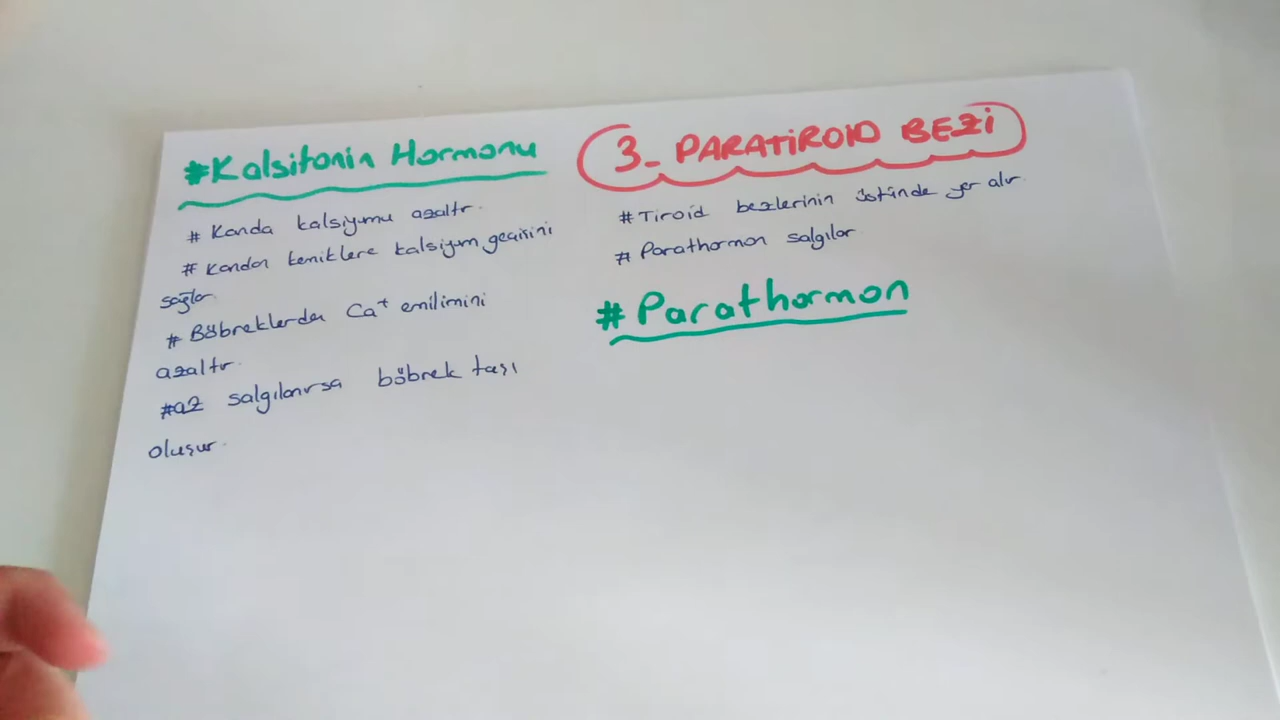 #Kalsitonin Hormonu
# Kanda kalsiyumu azaltır.
# Kandan kemiklere kalsiyum geçişini
sağlar.
# Böbreklerden Ca+ emilimini
azaltır.
#az salgılanırsa böbrek taşı
oluşur.
3- PARATİROİD BEZİ
# Tiroid bezlerinin üstünde yer alır.
# Parathormon salgılar
# Parathormon